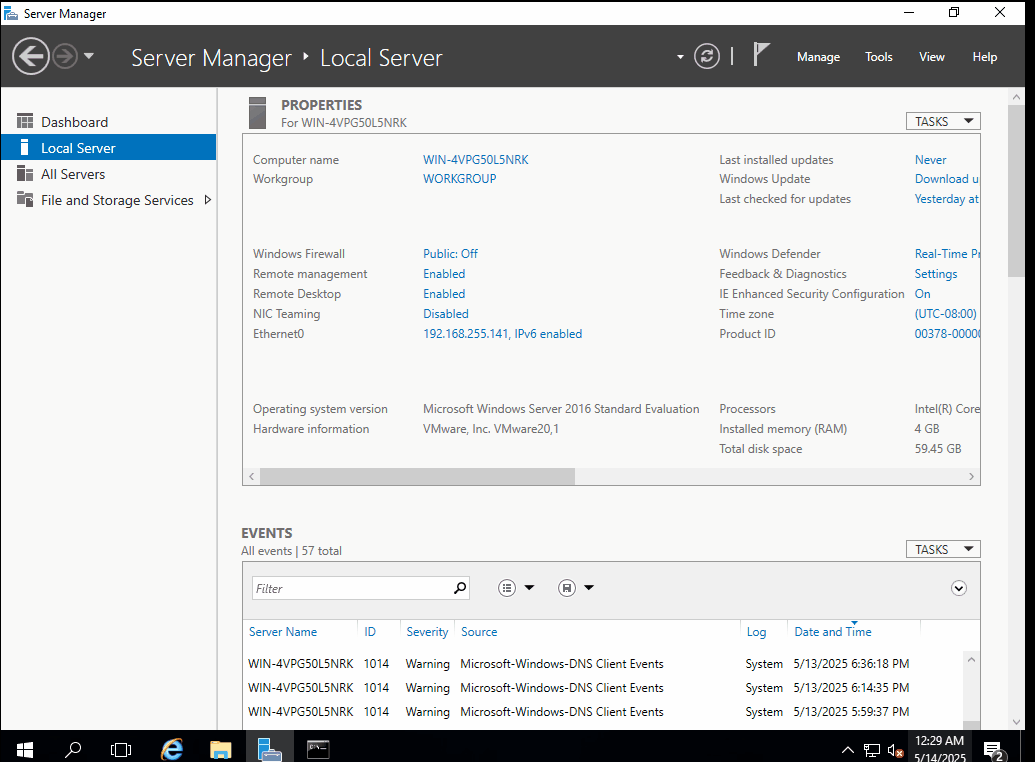 Server Manager
Server Manager ‣ Local Server
Manage Tools View Help
Dashboard
Local Server
All Servers
File and Storage Services
PROPERTIES
For WIN-4VPG50L5NRK
TASKS
Computer name WIN-4VPG50L5NRK Last installed updates Never
Workgroup WORKGROUP Windows Update Download u
Last checked for updates Yesterday at
Windows Firewall Public: Off Windows Defender Real-Time Pr
Remote management Enabled Feedback & Diagnostics Settings
Remote Desktop Enabled IE Enhanced Security Configuration On
NIC Teaming Disabled Time zone (UTC-08:00)
Ethernet0 192.168.255.141, IPv6 enabled Product ID 00378-00000
Operating system version Microsoft Windows Server 2016 Standard Evaluation Processors Intel(R) Core
Hardware information VMware, Inc. VMware20,1 Installed memory (RAM) 4 GB
Total disk space 59.45 GB
EVENTS
All events | 57 total
TASKS
Filter
Server Name ID Severity Source Log Date and Time
WIN-4VPG50L5NRK 1014 Warning Microsoft-Windows-DNS Client Events System 5/13/2025 6:36:18 PM
WIN-4VPG50L5NRK 1014 Warning Microsoft-Windows-DNS Client Events System 5/13/2025 6:14:35 PM
WIN-4VPG50L5NRK 1014 Warning Microsoft-Windows-DNS Client Events System 5/13/2025 5:59:37 PM
12:29 AM
5/14/2025
2